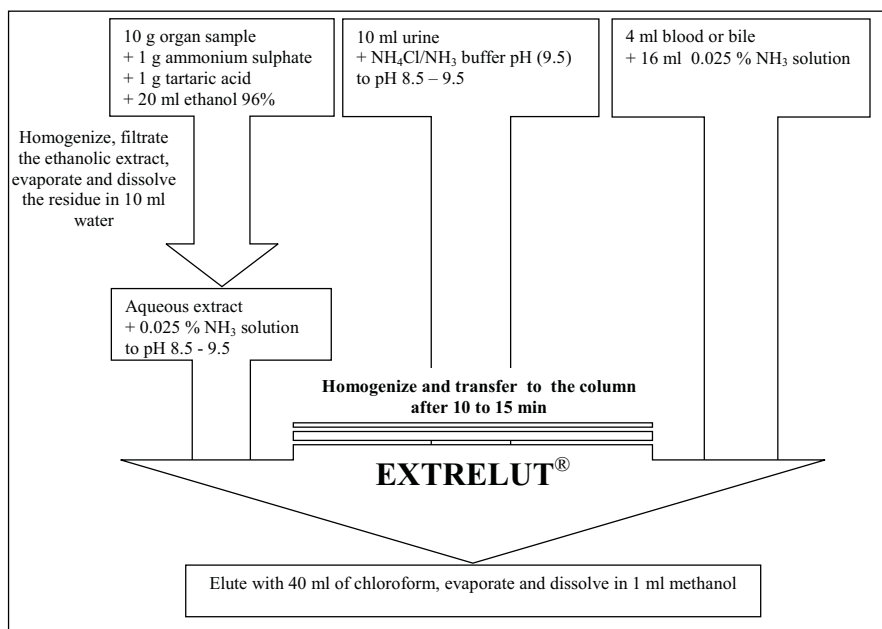 10 g organ sample
+ 1 g ammonium sulphate
+ 1 g tartaric acid
+ 20 ml ethanol 96%
10 ml urine
+ NH₄Cl/NH₃ buffer pH (9.5)
to pH 8.5 – 9.5
4 ml blood or bile
+ 16 ml 0.025 % NH₃ solution
Homogenize, filtrate
the ethanolic extract,
evaporate and dissolve
the residue in 10 ml
water
Aqueous extract
+ 0.025 % NH₃ solution
to pH 8.5 - 9.5
Homogenize and transfer to the column
after 10 to 15 min
EXTRELUT®
Elute with 40 ml of chloroform, evaporate and dissolve in 1 ml methanol